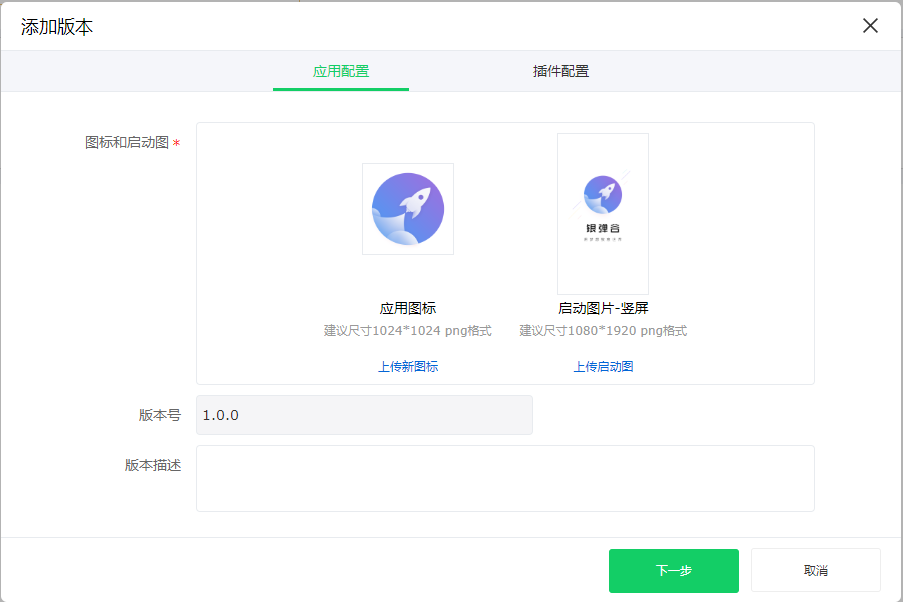 添加版本
应用配置
插件配置
图标和启动图 *
银弹谷
应用图标
启动图片-竖屏
建议尺寸1024*1024 png格式
建议尺寸1080*1920 png格式
上传新图标
上传启动图
版本号
1.0.0
版本描述
下一步
取消